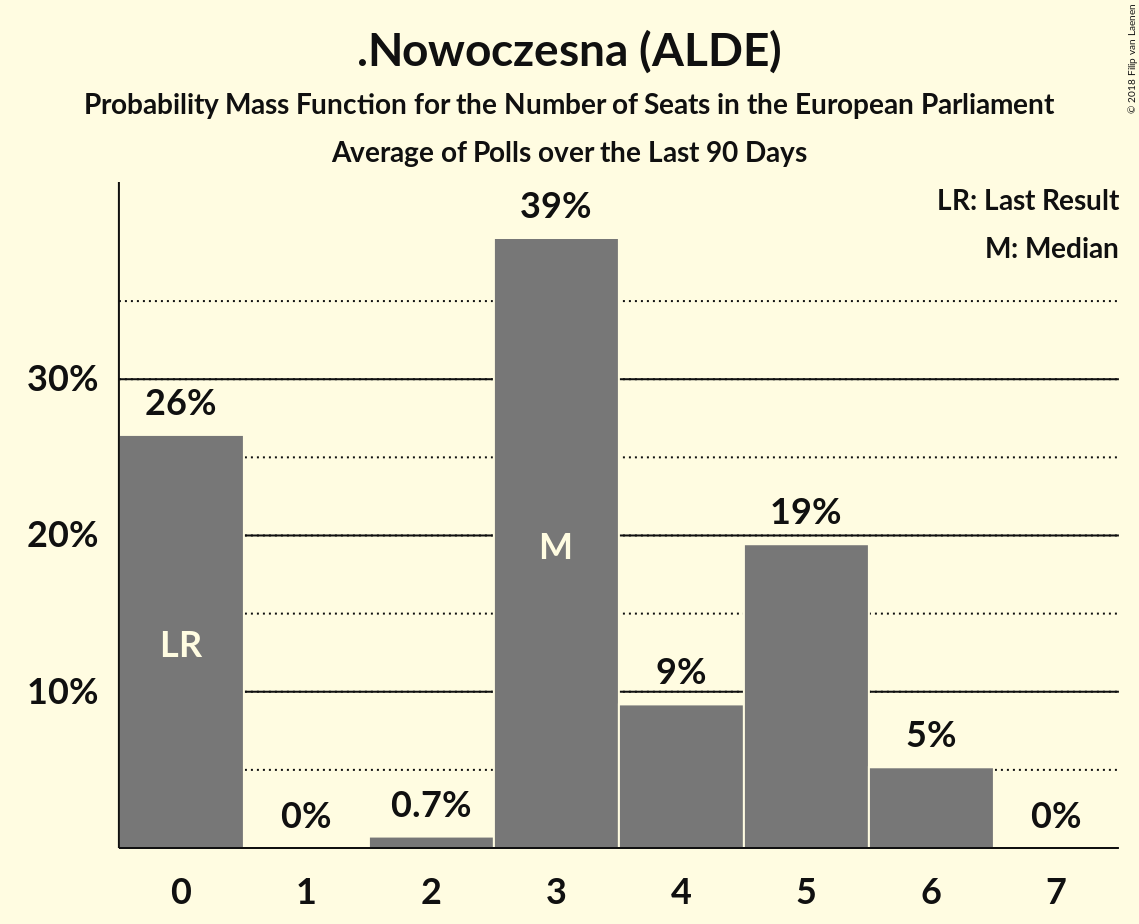 .Nowoczesna (ALDE)
Probability Mass Function for the Number of Seats in the European Parliament
Average of Polls over the Last 90 Days
© 2018 Filip van Laenen
LR: Last Result
M: Median
30%
20%
10%
26%
0%
0.7%
39%
9%
19%
5%
0%
LR
M
0 1 2 3 4 5 6 7